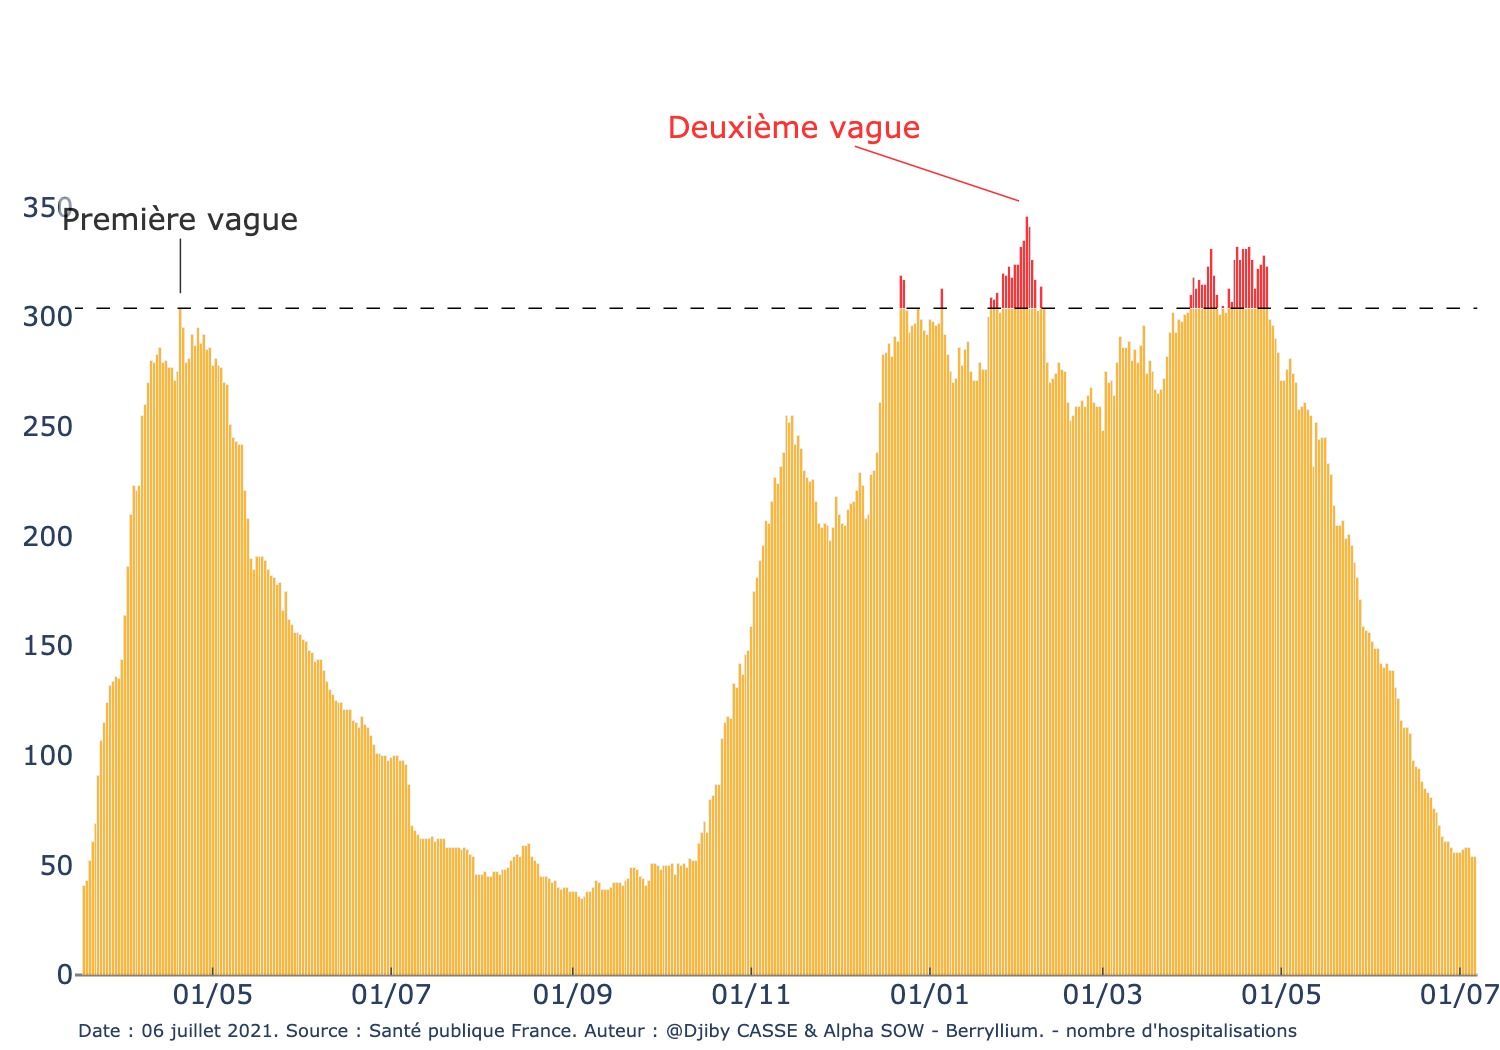 Deuxième vague
350
Première vague
300
250
200
150
100
50
0
01/05 01/07 01/09 01/11 01/01 01/03 01/05 01/07
Date : 06 juillet 2021. Source : Santé publique France. Auteur : @Djiby CASSE & Alpha SOW - Berryllium. - nombre d'hospitalisations